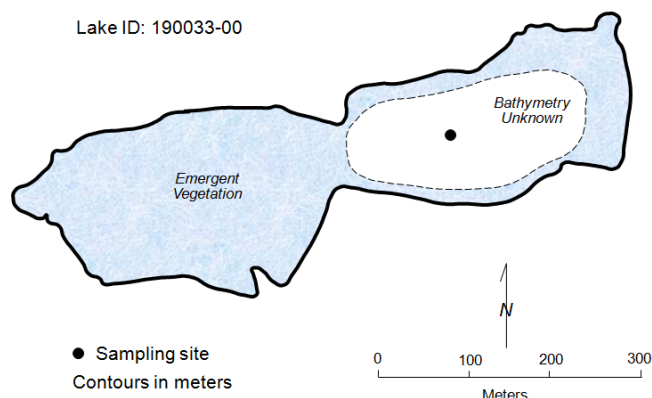 Lake ID: 190033-00
Bathymetry
Unknown
Emergent
Vegetation
N
Sampling site
Contours in meters
0 100 200 300
Meters